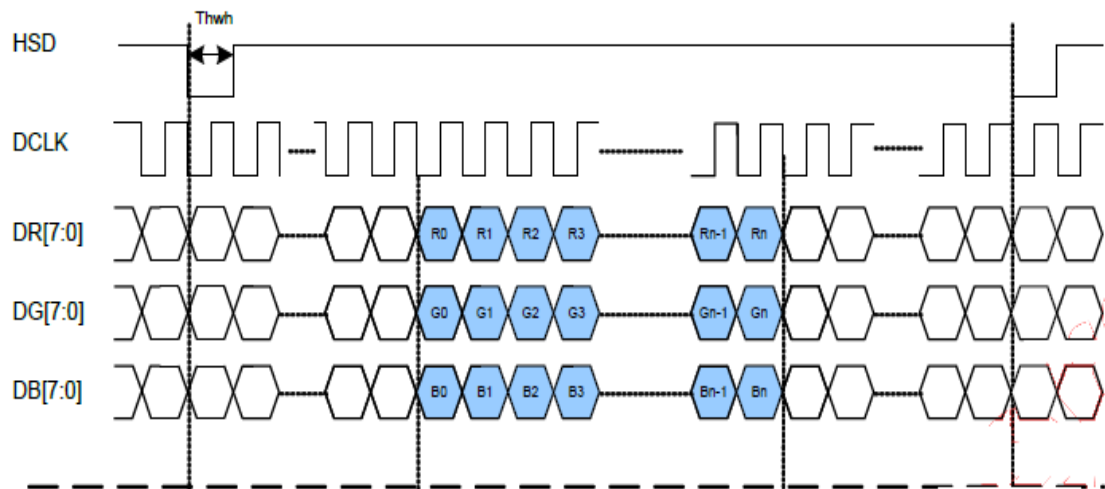 Thwh
HSD
DCLK
DR[7:0] R0 R1 R2 R3 Rn-1 Rn
DG[7:0] G0 G1 G2 G3 Gn-1 Gn
DB[7:0] B0 B1 B2 B3 Bn-1 Bn